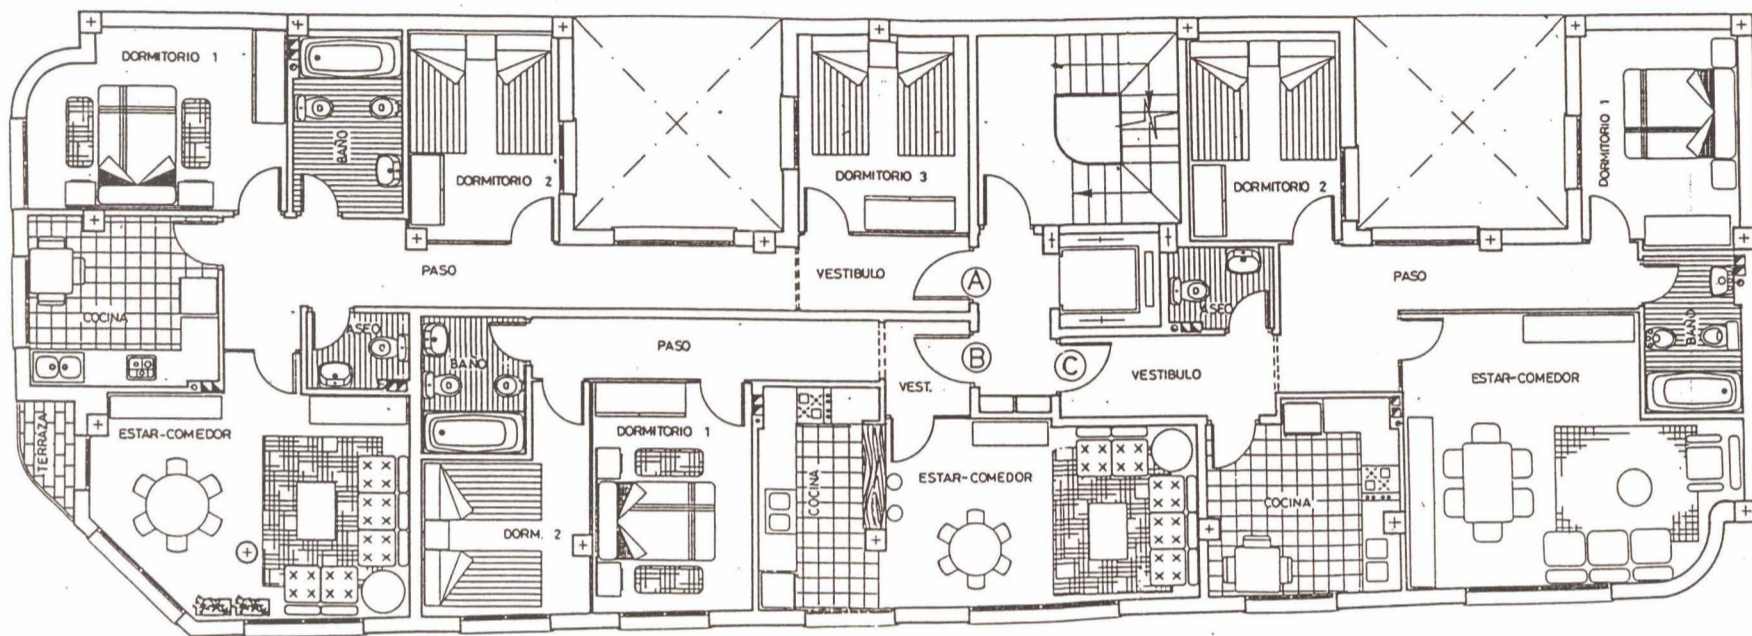 DORMITORIO 1
BAÑO
DORMITORIO 2
DORMITORIO 3
DORMITORIO 2
DORMITORIO 1
PASO
VESTIBULO
A
ASEO
PASO
COCINA
ASEO
BAÑO
PASO
B
VEST.
C
VESTIBULO
ESTAR-COMEDOR
BAÑO
TERRAZA
ESTAR-COMEDOR
DORMITORIO 1
DORM. 2
COCINA
ESTAR-COMEDOR
COCINA